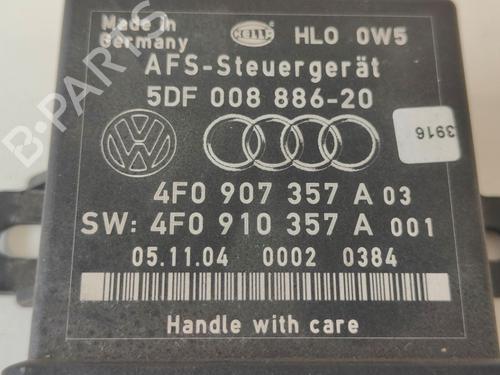 Made in
Germany
HELLA
HLO 0W5
AFS-Steuergerät
5DF 008 886-20
3916
4F0 907 357 A 03
SW: 4F0 910 357 A 001
05.11.04 0002 0384
Handle with care
B-PARTS